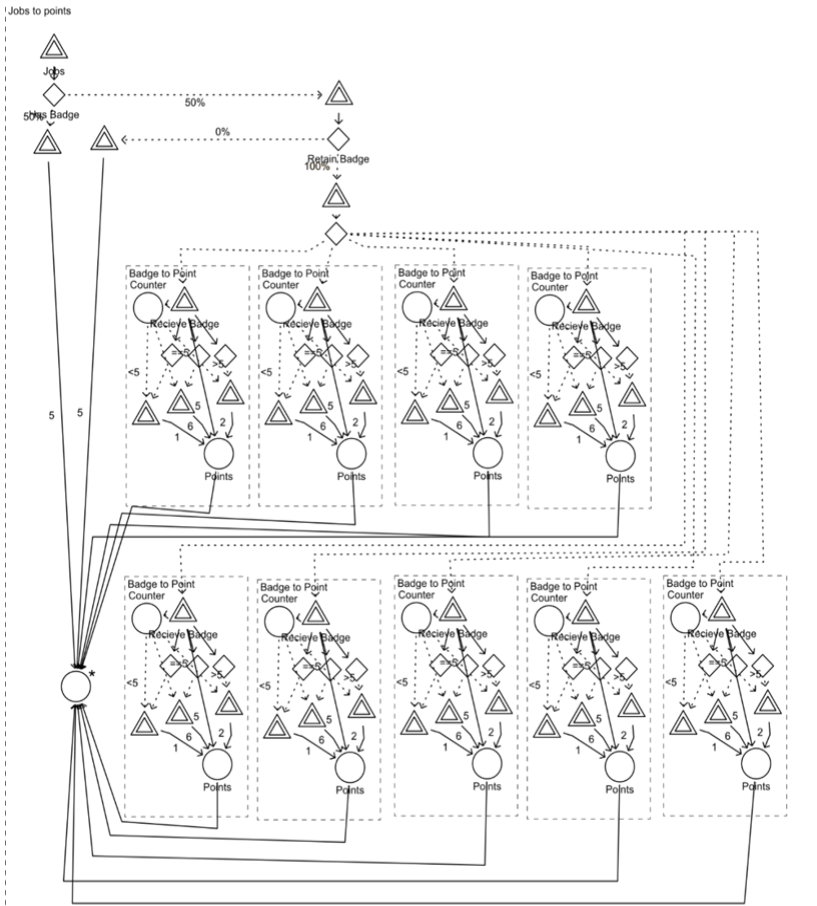 Jobs to points
Jobs
50%
Has Badge
50%
0%
Retain Badge
100%
Badge to Point
Counter
Recieve Badge
==5
>5
<5
5
6
1
2
Points
Badge to Point
Counter
Recieve Badge
==5
>5
<5
5
6
1
2
Points
Badge to Point
Counter
Recieve Badge
==5
>5
<5
5
6
1
2
Points
Badge to Point
Counter
Recieve Badge
==5
>5
<5
5
6
1
2
Points
5
5
*
Badge to Point
Counter
Recieve Badge
==5
>5
<5
5
6
1
2
Points
Badge to Point
Counter
Recieve Badge
==5
>5
<5
5
6
1
2
Points
Badge to Point
Counter
Recieve Badge
==5
>5
<5
5
6
1
2
Points
Badge to Point
Counter
Recieve Badge
==5
>5
<5
5
6
1
2
Points
Badge to Point
Counter
Recieve Badge
==5
>5
<5
5
6
1
2
Points